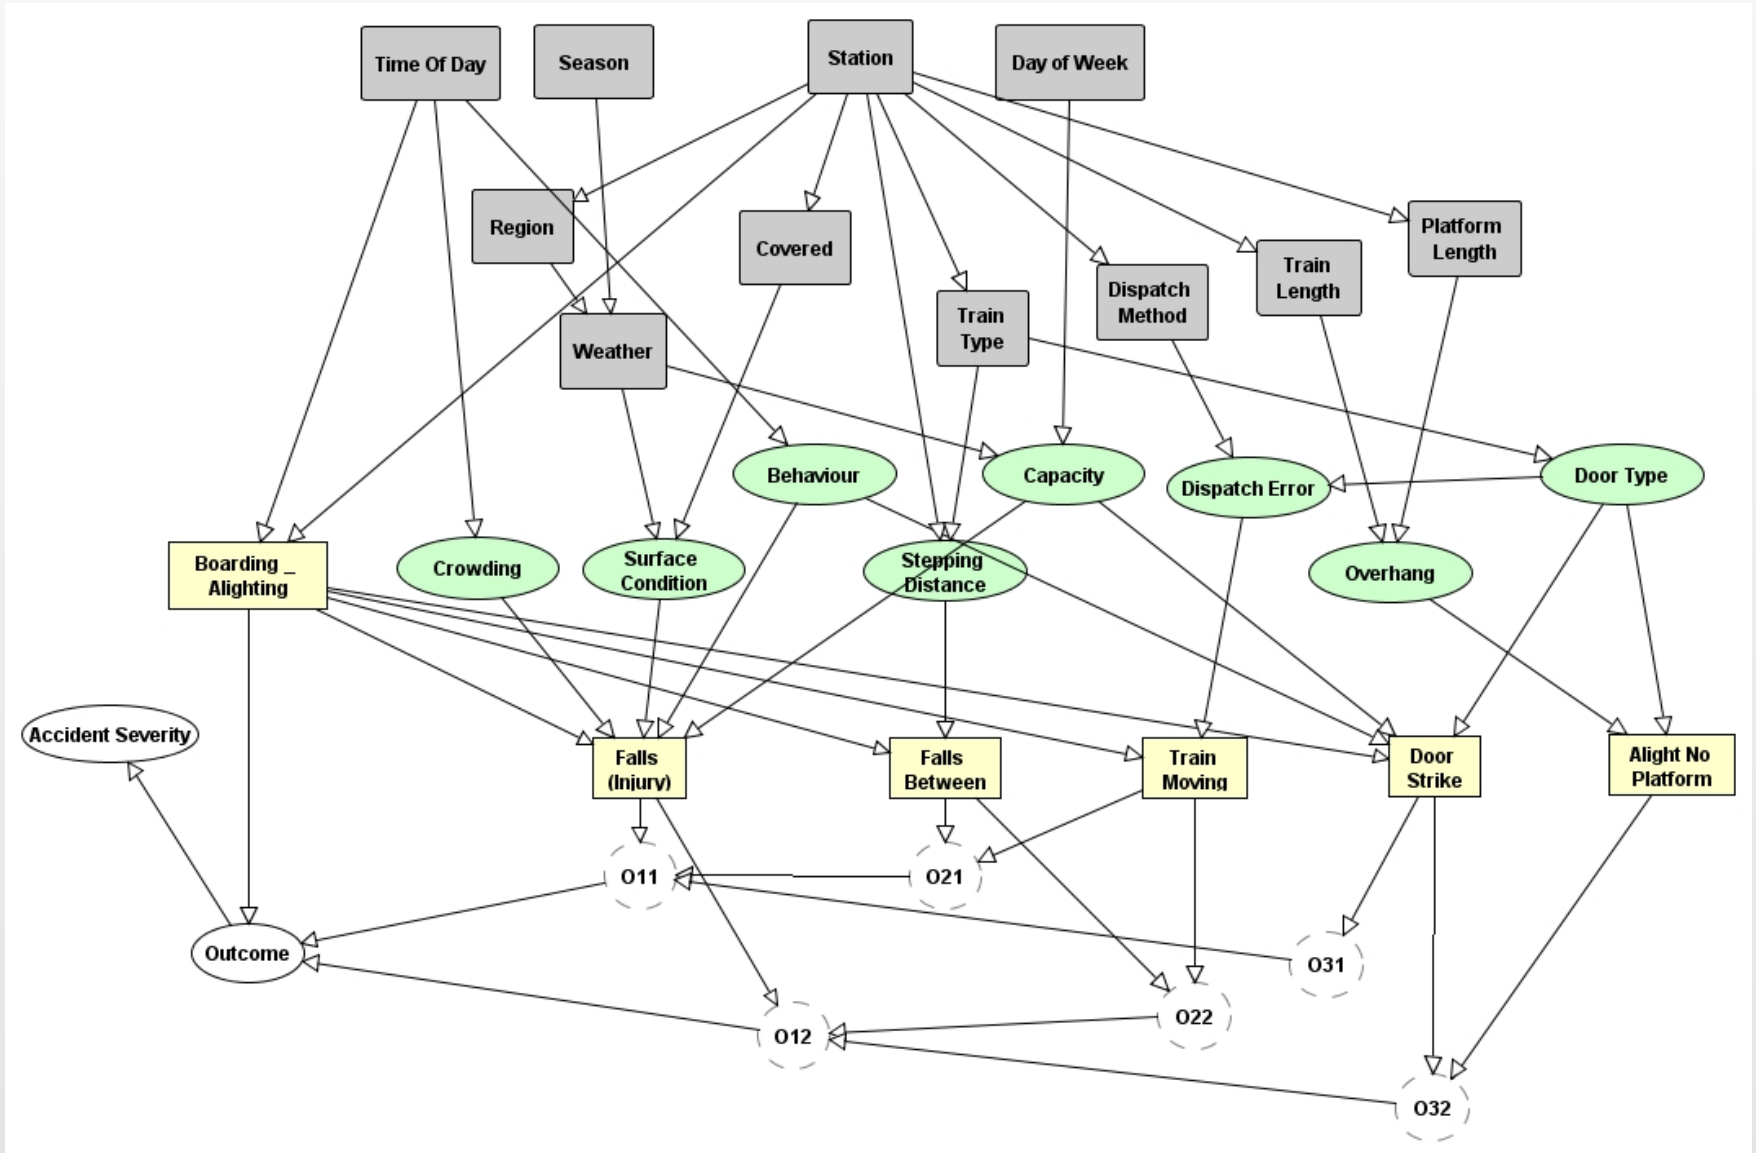 Time Of Day
Season
Station
Day of Week
Region
Covered
Platform
Length
Train
Length
Dispatch
Method
Train
Type
Weather
Behaviour
Capacity
Dispatch Error
Door Type
Boarding _
Alighting
Crowding
Surface
Condition
Stepping
Distance
Overhang
Accident Severity
Falls
(Injury)
Falls
Between
Train
Moving
Door
Strike
Alight No
Platform
O11
O21
Outcome
O31
O12
O22
O32